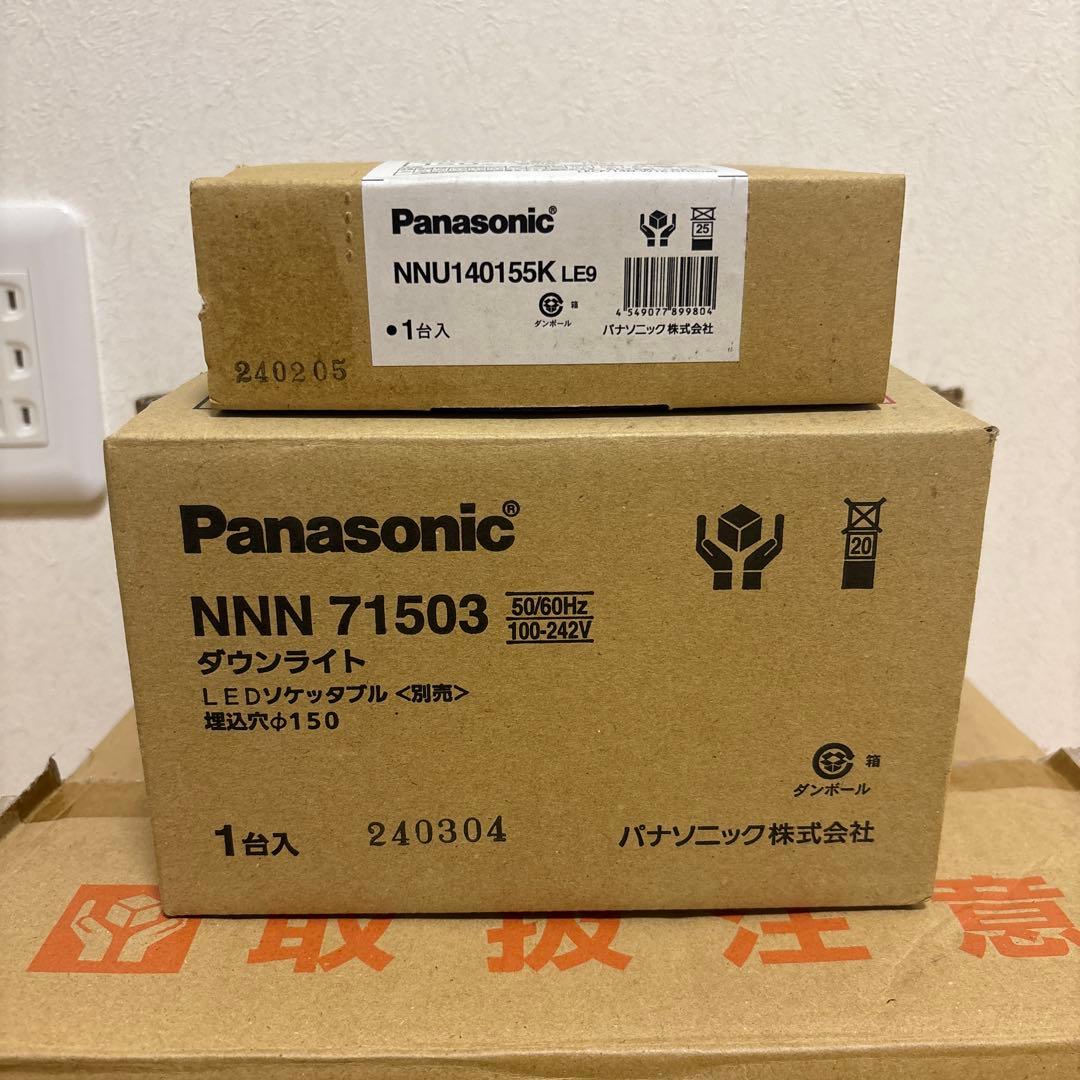 Panasonic®
25
NNU140155K LE9
箱
ダンボール
4 549077 899804
•1台入
パナソニック株式会社
240205
Panasonic®
20
NNN 71503
50/60Hz
100-242V
ダウンライト
LEDソケッタブル<別売>
埋込穴φ150
箱
ダンボール
1台入
240304
パナソニック株式会社
取扱注意